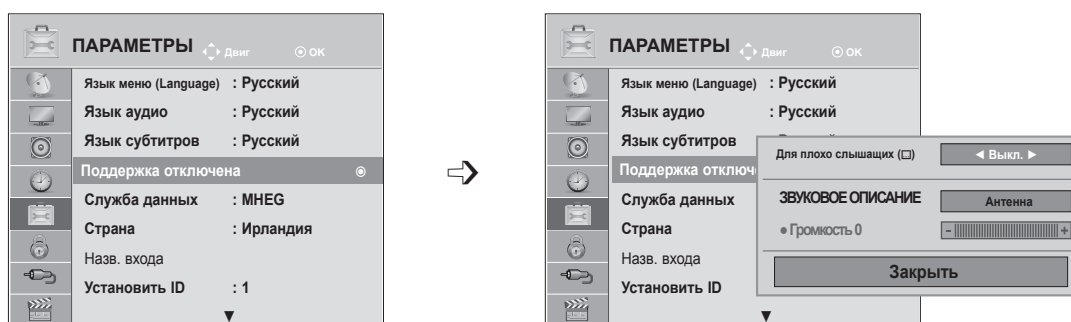 ПАРАМЕТРЫ Двиг OK
Язык меню (Language) : Русский
Язык аудио : Русский
Язык субтитров : Русский
Поддержка отключена
Служба данных : MHEG
Страна : Ирландия
Назв. входа
Установить ID : 1
▼
⇨
ПАРАМЕТРЫ Двиг OK
Язык меню (Language) : Русский
Язык аудио : Русский
Язык субтитров
Поддержка отключ
Служба данных
Страна
Назв. входа
Установить ID
▼
Для плохо слышащих ◄ Выкл. ►
ЗВУКОВОЕ ОПИСАНИЕ Антенна
● Громкость 0 - +
Закрыть